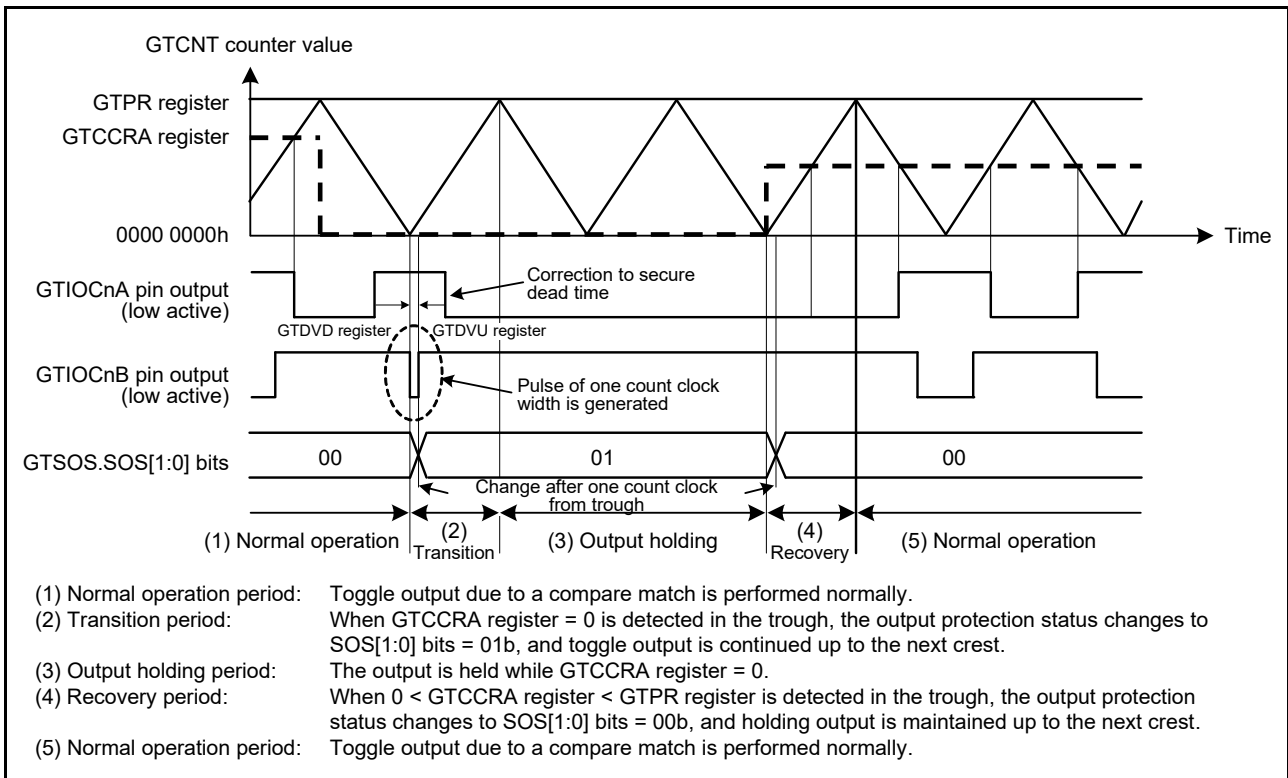 GTCNT counter value
GTPR register
GTCCRA register
0000 0000h
Time
GTIOCnA pin output
(low active)
Correction to secure
dead time
GTDVD register
GTDVU register
GTIOCnB pin output
(low active)
Pulse of one count clock
width is generated
GTSOS.SOS[1:0] bits
00
01
00
Change after one count clock
from trough
(1) Normal operation
(2)
Transition
(3) Output holding
(4)
Recovery
(5) Normal operation
(1) Normal operation period: Toggle output due to a compare match is performed normally.
(2) Transition period: When GTCCRA register = 0 is detected in the trough, the output protection status changes to
SOS[1:0] bits = 01b, and toggle output is continued up to the next crest.
(3) Output holding period: The output is held while GTCCRA register = 0.
(4) Recovery period: When 0 < GTCCRA register < GTPR register is detected in the trough, the output protection
status changes to SOS[1:0] bits = 00b, and holding output is maintained up to the next crest.
(5) Normal operation period: Toggle output due to a compare match is performed normally.